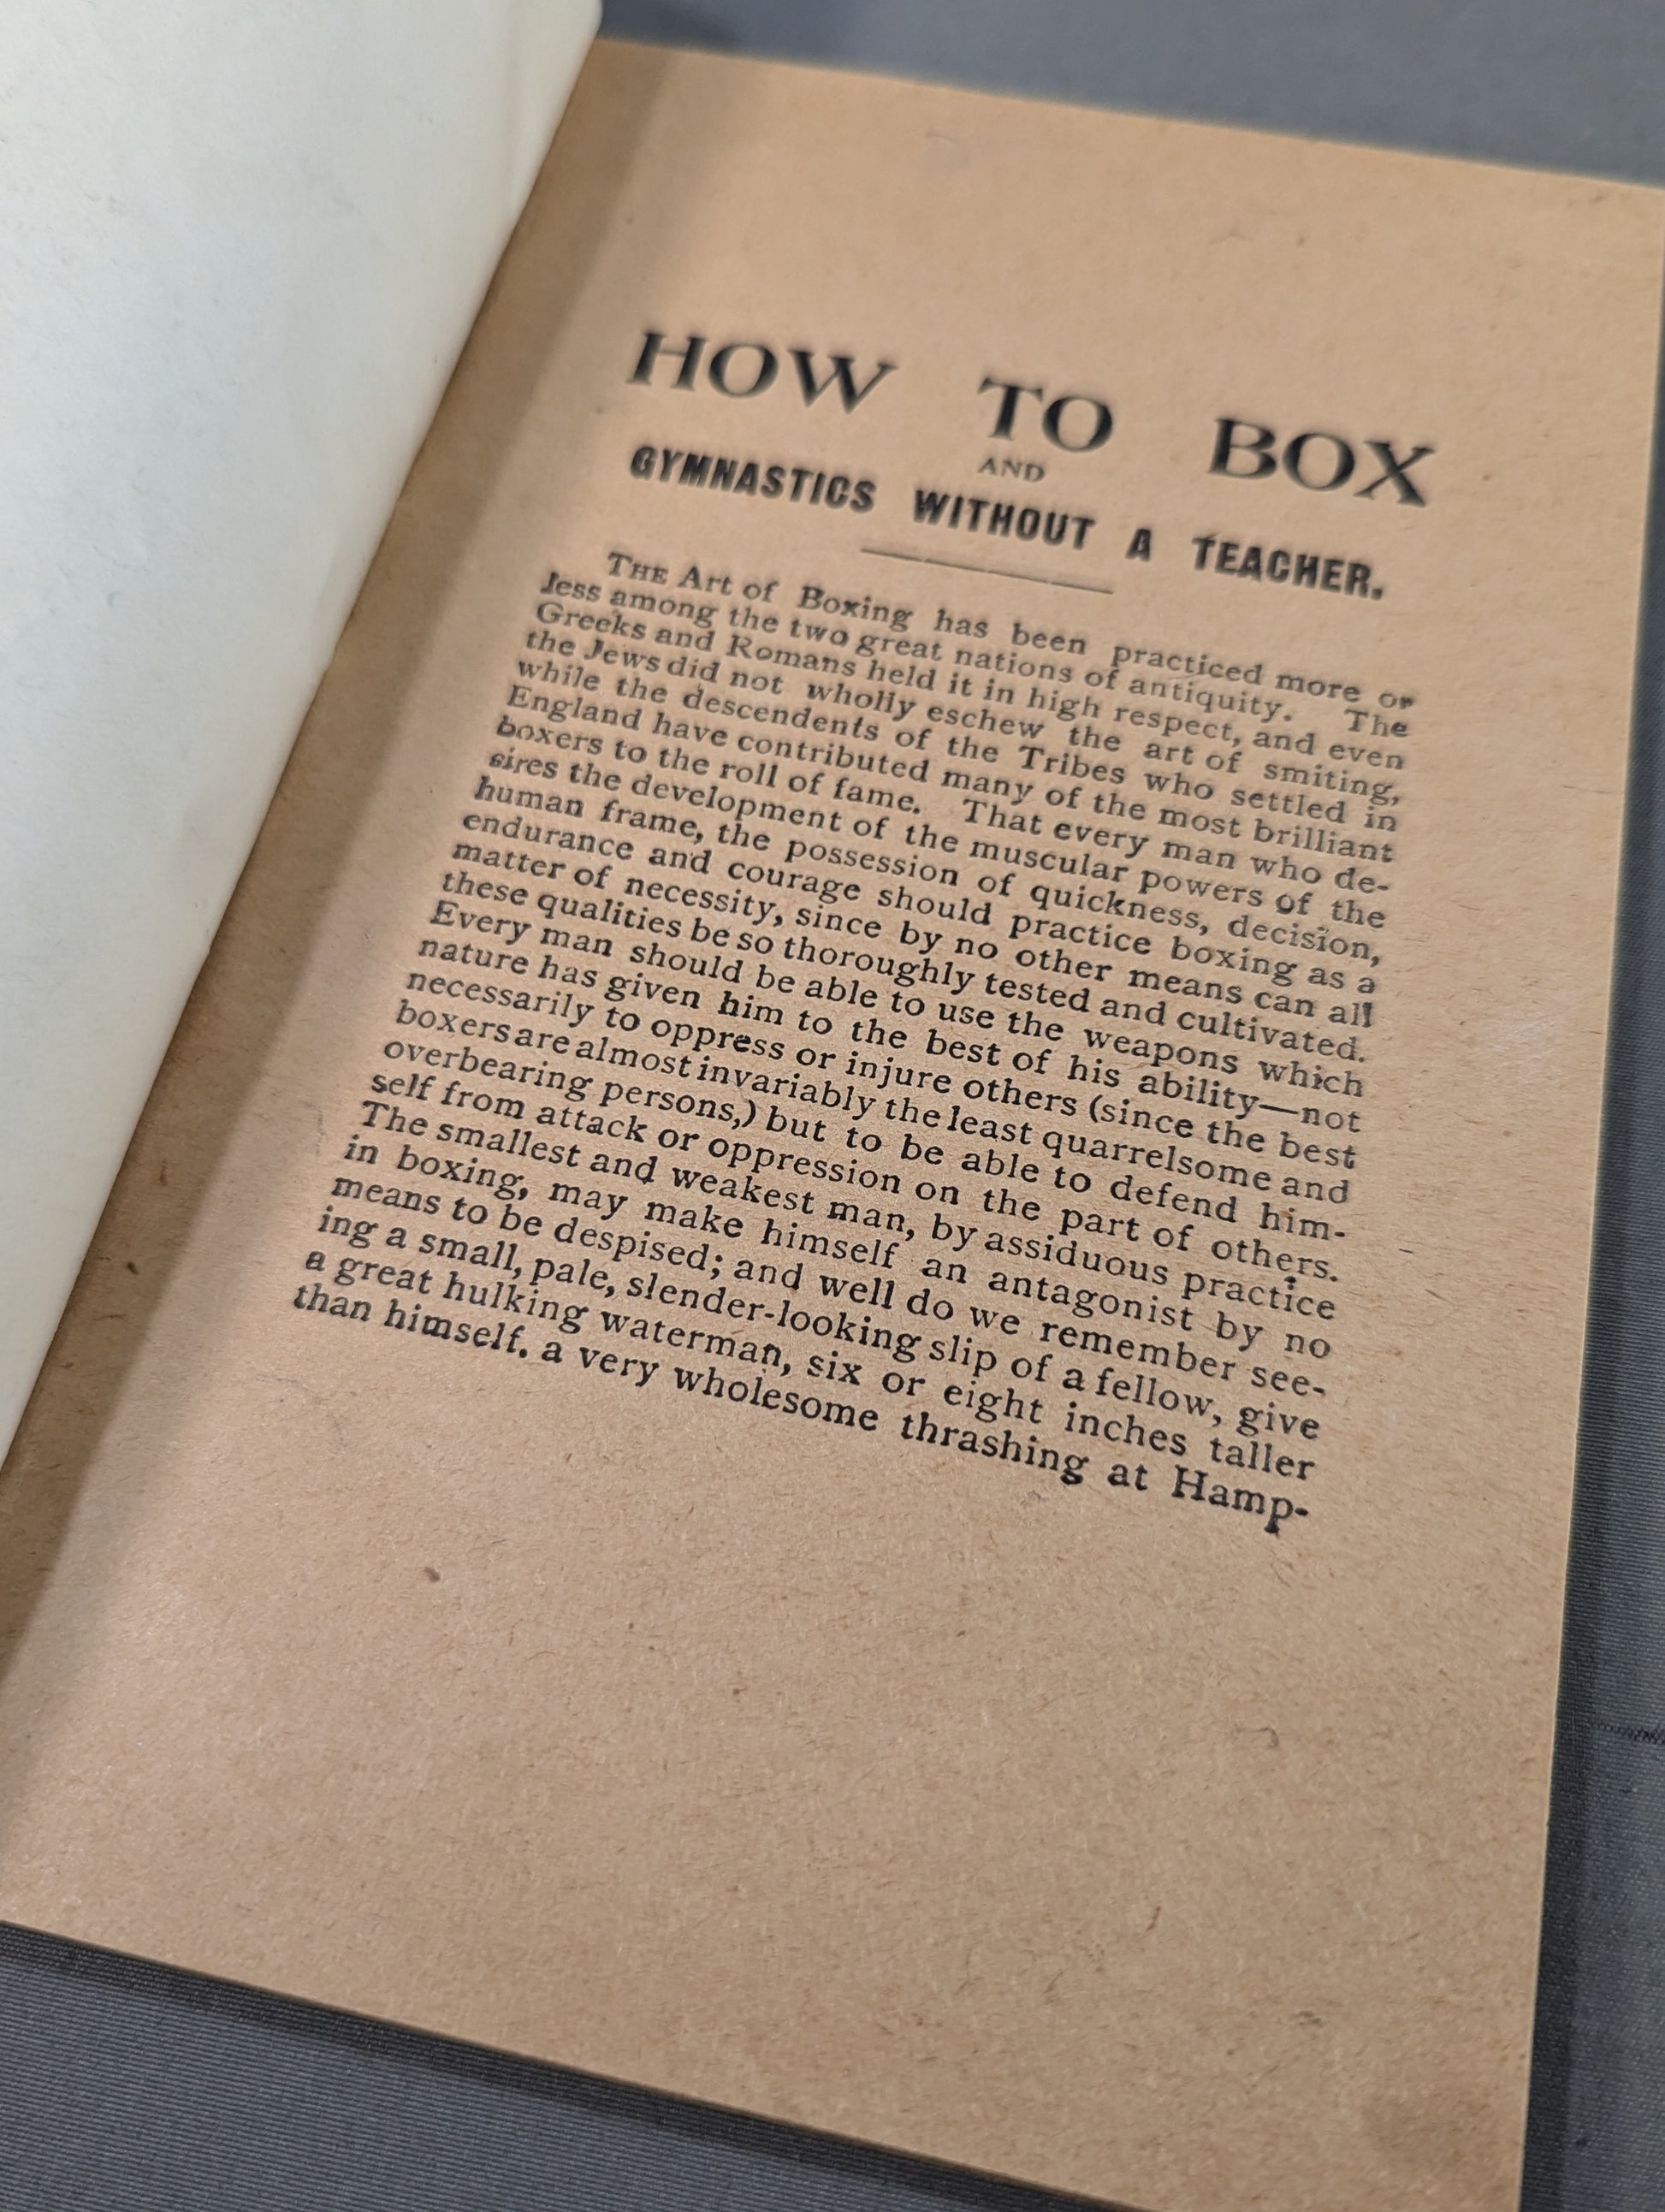 HOW TO BOX
AND
GYMNASTICS WITHOUT A TEACHER.
THE Art of Boxing has been practiced more or
less among the two great nations of antiquity. The
Greeks and Romans held it in high respect, and even
the Jews did not wholly eschew the art of smiting,
while the descendents of the Tribes who settled in
England have contributed many of the most brilliant
boxers to the roll of fame. That every man who de-
sires the development of the muscular powers of the
human frame, the possession of quickness, decision,
endurance and courage should practice boxing as a
matter of necessity, since by no other means can all
these qualities be so thoroughly tested and cultivated.
Every man should be able to use the weapons which
nature has given him to the best of his ability—not
necessarily to oppress or injure others (since the best
boxers are almost invariably the least quarrelsome and
overbearing persons,) but to be able to defend him-
self from attack or oppression on the part of others.
The smallest and weakest man, by assiduous practice
in boxing, may make himself an antagonist by no
means to be despised; and well do we remember see-
ing a small, pale, slender-looking slip of a fellow, give
a great hulking waterman, six or eight inches taller
than himself. a very wholesome thrashing at Hamp-